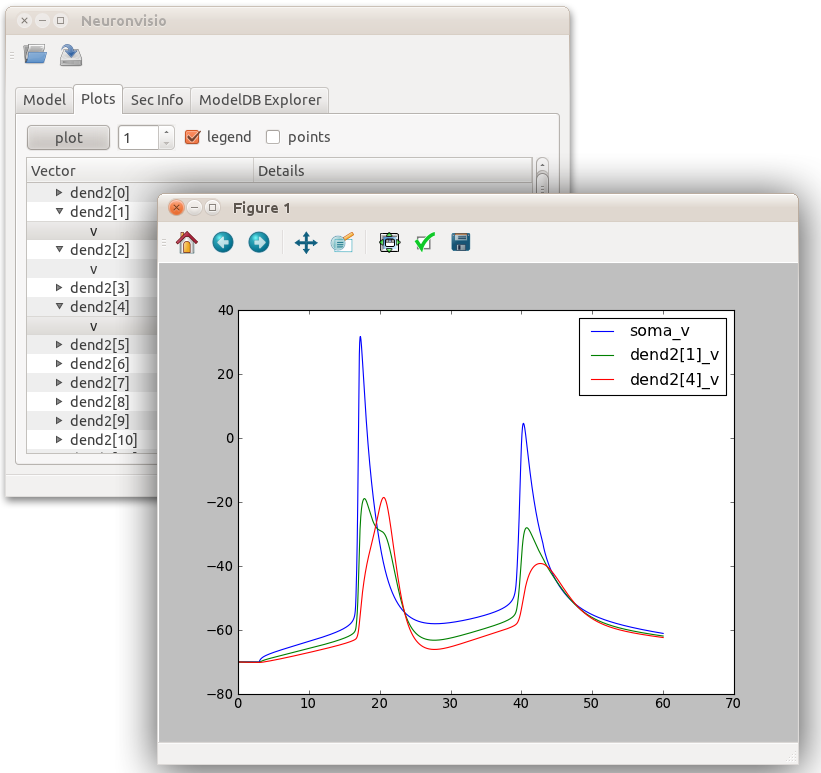 Neuronvisio
Model Plots Sec Info ModelDB Explorer
plot 1 legend points
Vector Details
dend2[0]
dend2[1]
v
dend2[2]
v
dend2[3]
dend2[4]
v
dend2[5]
dend2[6]
dend2[7]
dend2[8]
dend2[9]
dend2[10]
Figure 1
40
20
0
−20
−40
−60
−80
0 10 20 30 40 50 60 70
soma_v
dend2[1]_v
dend2[4]_v